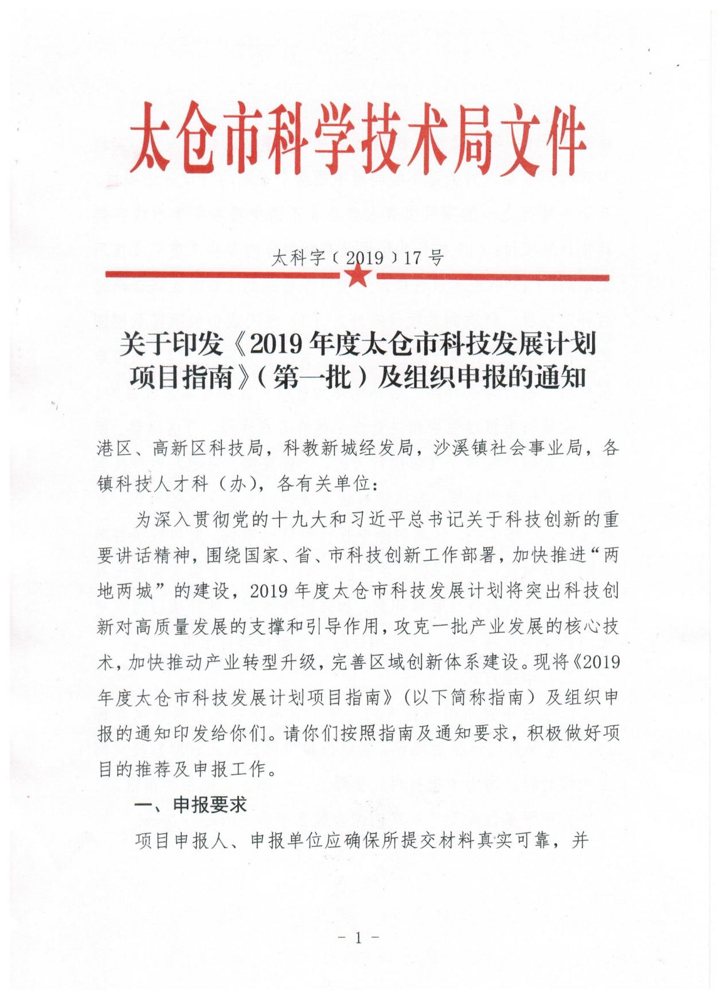 太仓市科学技术局文件
太科字﹝2019﹞17号
关于印发《2019年度太仓市科技发展计划
项目指南》（第一批）及组织申报的通知
港区、高新区科技局，科教新城经发局，沙溪镇社会事业局，各
镇科技人才科（办），各有关单位：
为深入贯彻党的十九大和习近平总书记关于科技创新的重
要讲话精神，围绕国家、省、市科技创新工作部署，加快推进“两
地两城”的建设，2019年度太仓市科技发展计划将突出科技创
新对高质量发展的支撑和引导作用，攻克一批产业发展的核心技
术，加快推动产业转型升级，完善区域创新体系建设。现将《2019
年度太仓市科技发展计划项目指南》（以下简称指南）及组织申
报的通知印发给你们。请你们按照指南及通知要求，积极做好项
目的推荐及申报工作。
一、申报要求
项目申报人、申报单位应确保所提交材料真实可靠，并
- 1 -